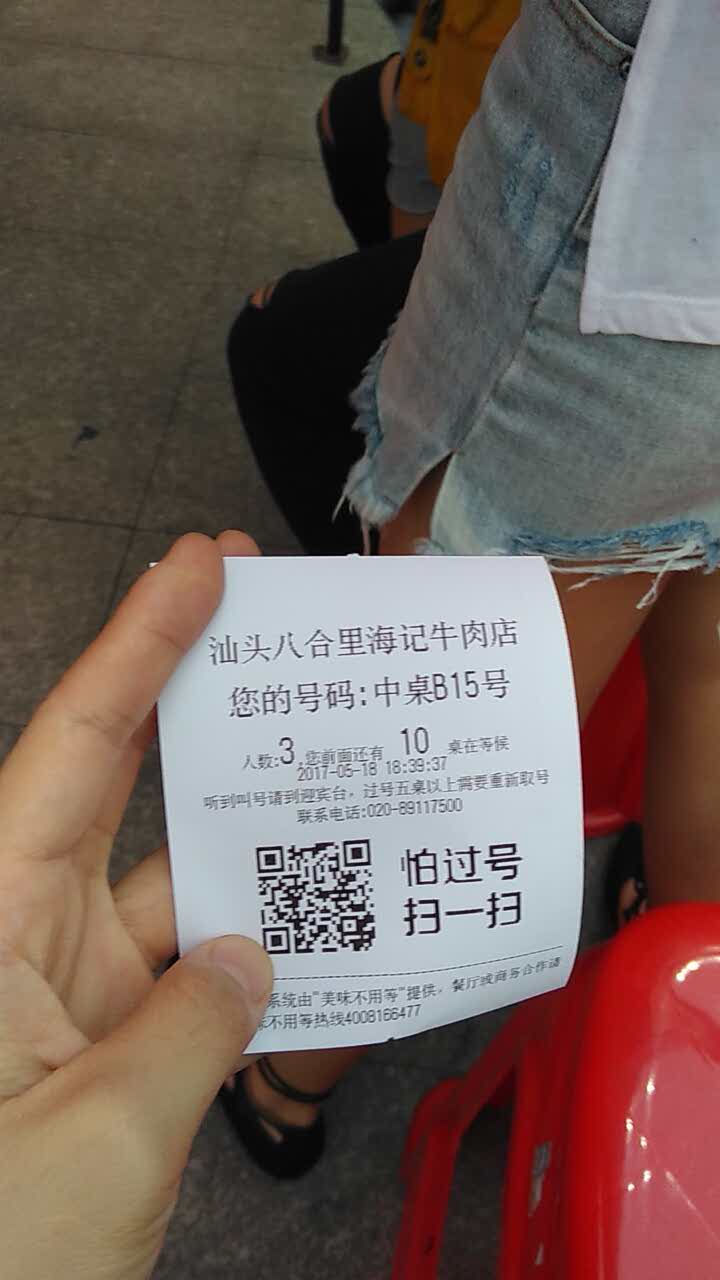 汕头八合里海记牛肉店
您的号码:中桌B15号
人数:3,您前面还有 10 桌在等候
2017-05-18 18:39:37
听到叫号请到迎宾台，过号五桌以上需要重新取号
联系电话:020-89117500
怕过号
扫一扫
系统由"美味不用等"提供，餐厅或商务合作请
不用等热线4008166477